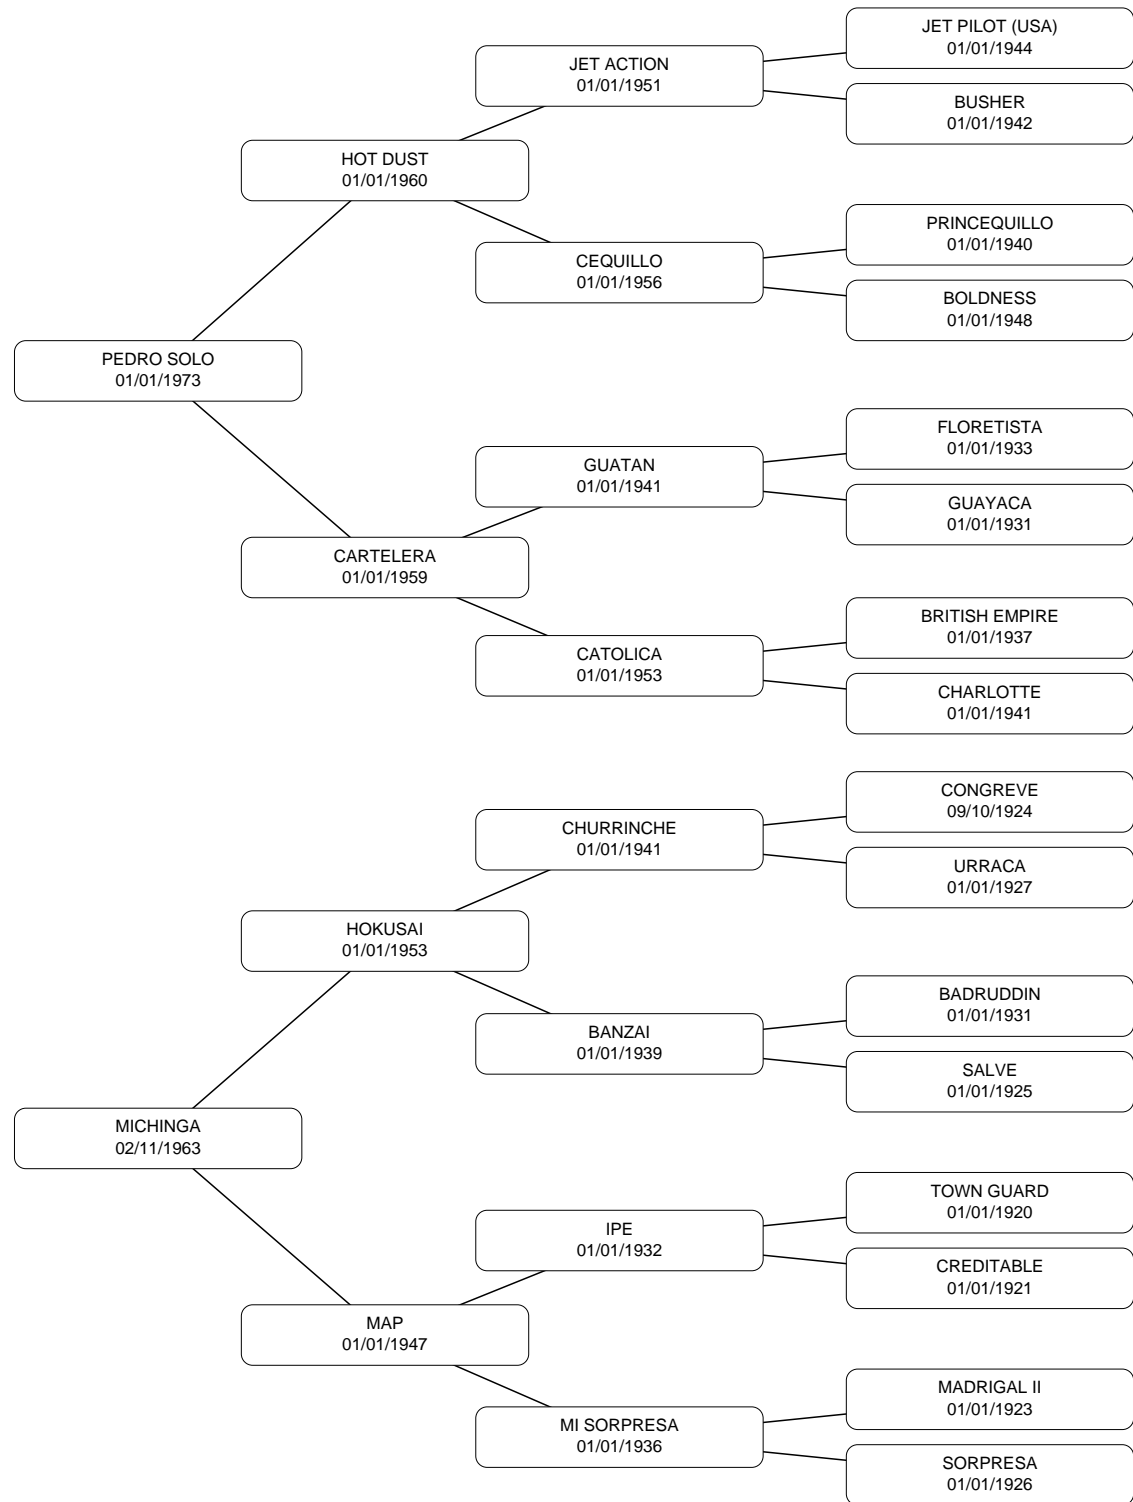 JET PILOT (USA)
01/01/1944
JET ACTION
01/01/1951
BUSHER
01/01/1942
HOT DUST
01/01/1960
PRINCEQUILLO
01/01/1940
CEQUILLO
01/01/1956
BOLDNESS
01/01/1948
PEDRO SOLO
01/01/1973
FLORETISTA
01/01/1933
GUATAN
01/01/1941
GUAYACA
01/01/1931
CARTELERA
01/01/1959
BRITISH EMPIRE
01/01/1937
CATOLICA
01/01/1953
CHARLOTTE
01/01/1941
CONGREVE
09/10/1924
CHURRINCHE
01/01/1941
URRACA
01/01/1927
HOKUSAI
01/01/1953
BADRUDDIN
01/01/1931
BANZAI
01/01/1939
SALVE
01/01/1925
MICHINGA
02/11/1963
TOWN GUARD
01/01/1920
IPE
01/01/1932
CREDITABLE
01/01/1921
MAP
01/01/1947
MADRIGAL II
01/01/1923
MI SORPRESA
01/01/1936
SORPRESA
01/01/1926